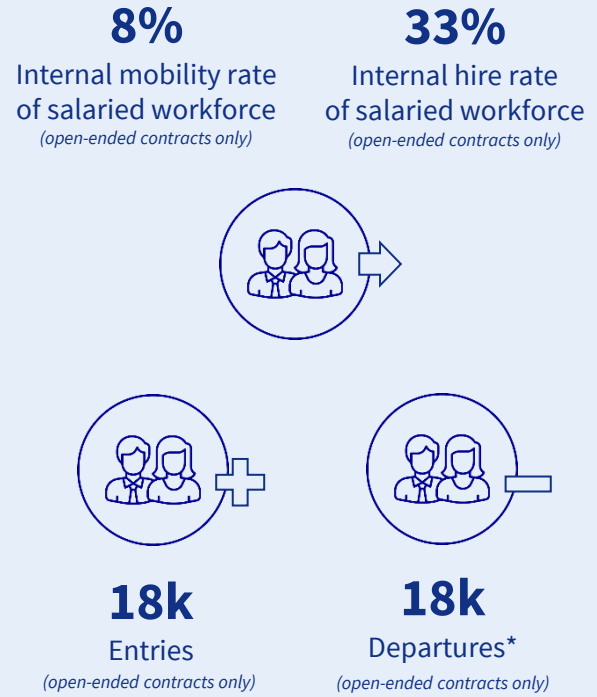 8%
Internal mobility rate
of salaried workforce
(open-ended contracts only)
33%
Internal hire rate
of salaried workforce
(open-ended contracts only)
18k
Entries
(open-ended contracts only)
18k
Departures*
(open-ended contracts only)